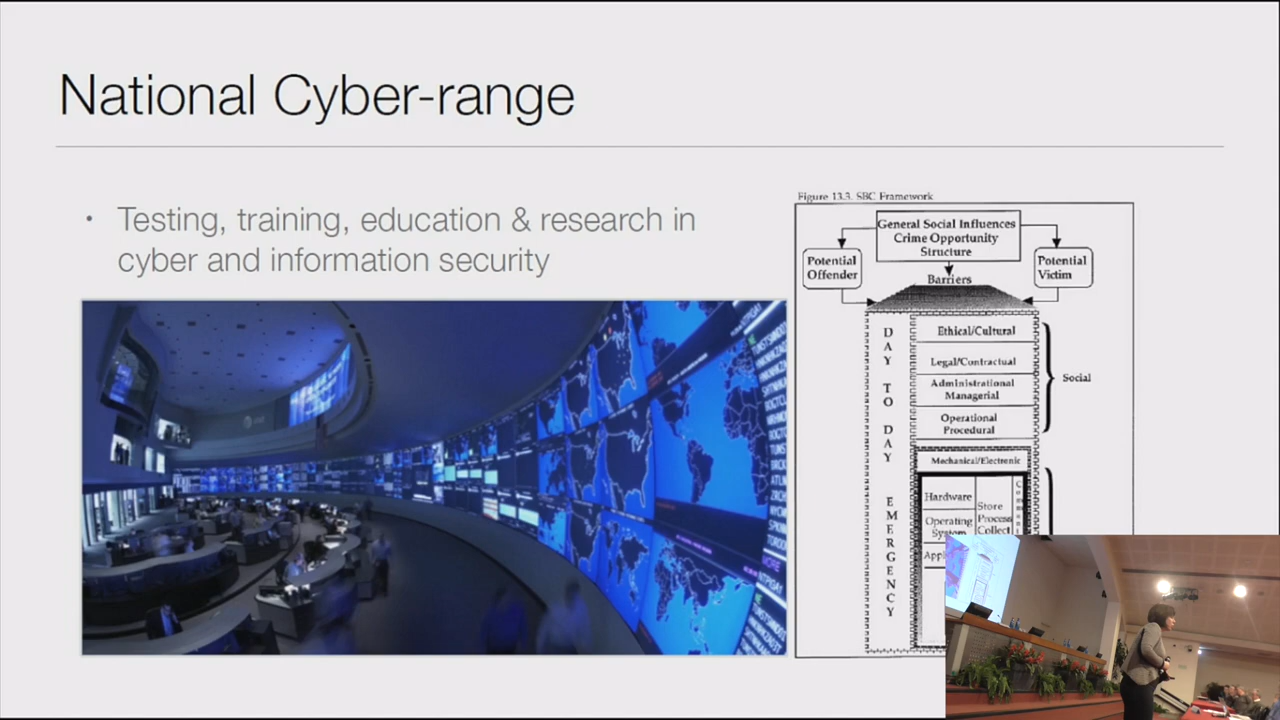 National Cyber-range
• Testing, training, education & research in
cyber and information security
Figure 13.3. SBC Framework
General Social Influences
Crime Opportunity
Structure
Potential
Offender
Potential
Victim
Barriers
DAY TO DAY EMERGENCY
Ethical/Cultural
Legal/Contractual
Administrational
Managerial
Operational
Procedural
Social
Mechanical/Electronic
Hardware
Operating
System
Store
Process
Collect